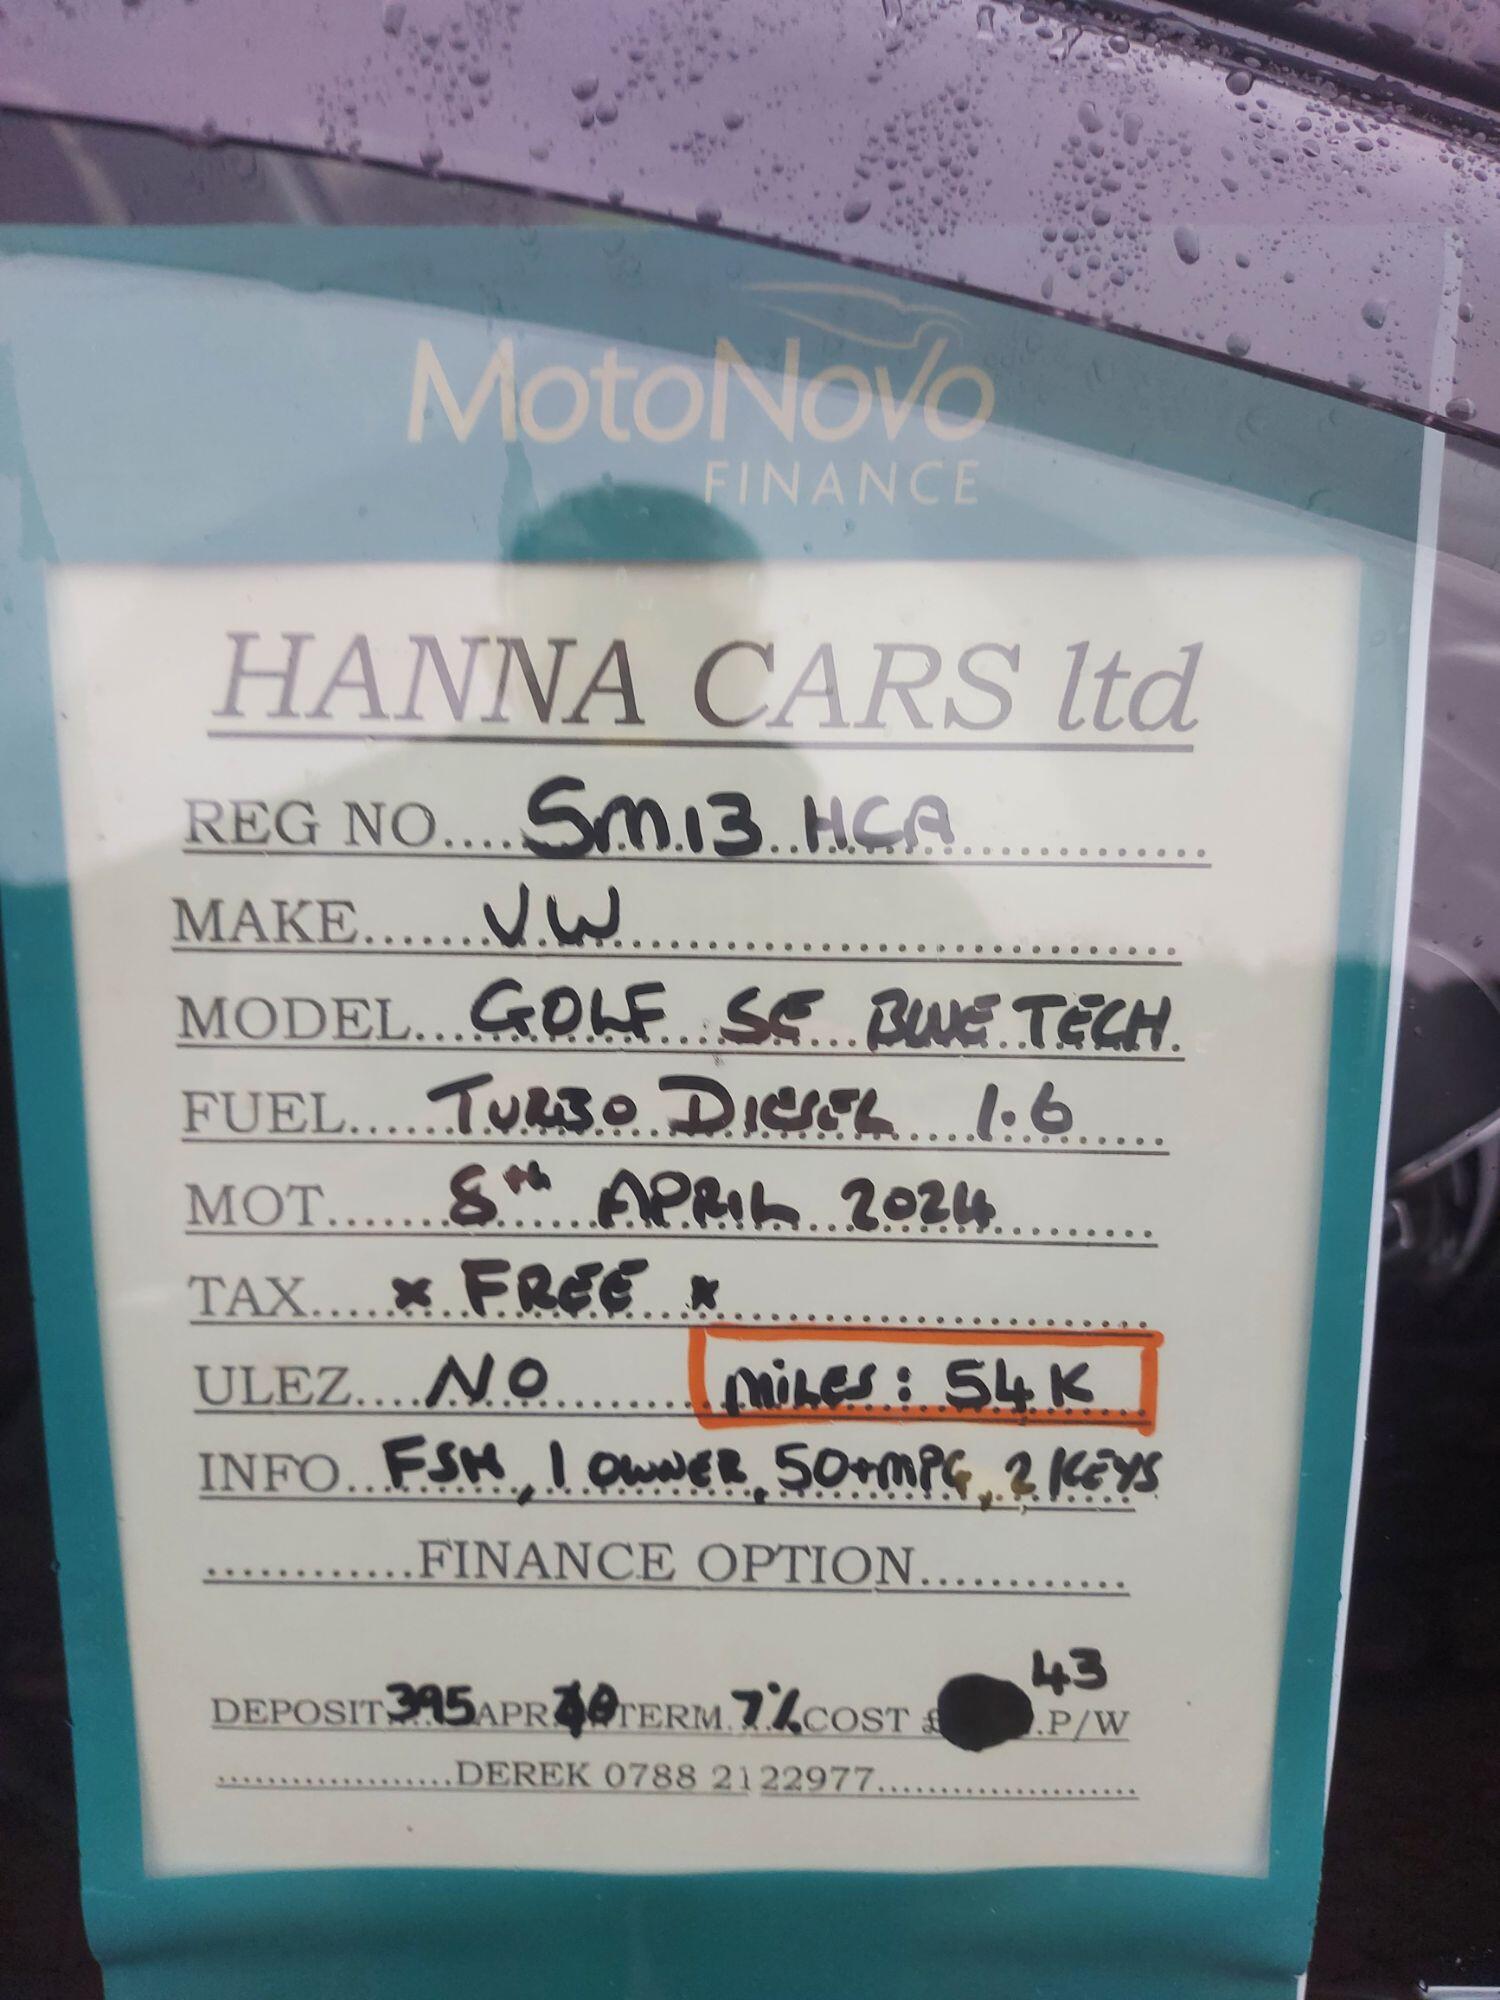 MotoNovo
FINANCE
HANNA CARS ltd
REG NO....SM13 HCA
MAKE......VW
MODEL...GOLF SE BLUE TECH.
FUEL.....TURBO DIESEL 1.6
MOT.......8th APRIL 2024
TAX.....x FREE x
ULEZ....NO MILES: 54K
INFO...FSH, 1 OWNER, 50+MPG, 2 KEYS
............FINANCE OPTION............
43
DEPOSIT 395 APR TERM 7% COST £ .P/W
..................DEREK 0788 2122977....................